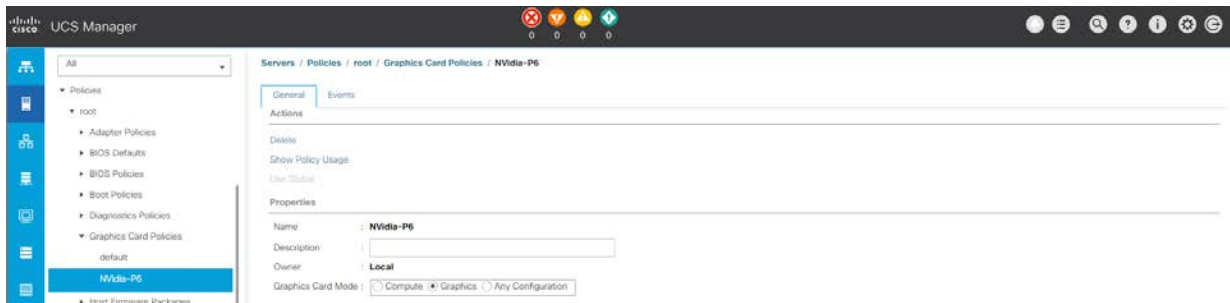 cisco UCS Manager
0 0 0 0
All
Policies
root
Adapter Policies
BIOS Defaults
BIOS Policies
Boot Policies
Diagnostics Policies
Graphics Card Policies
default
NVidia-P6
Host Firmware Packages
Servers / Policies / root / Graphics Card Policies / NVidia-P6
General Events
Actions
Delete
Show Policy Usage
Use Global
Properties
Name : NVidia-P6
Description :
Owner : Local
Graphics Card Mode : Compute Graphics Any Configuration